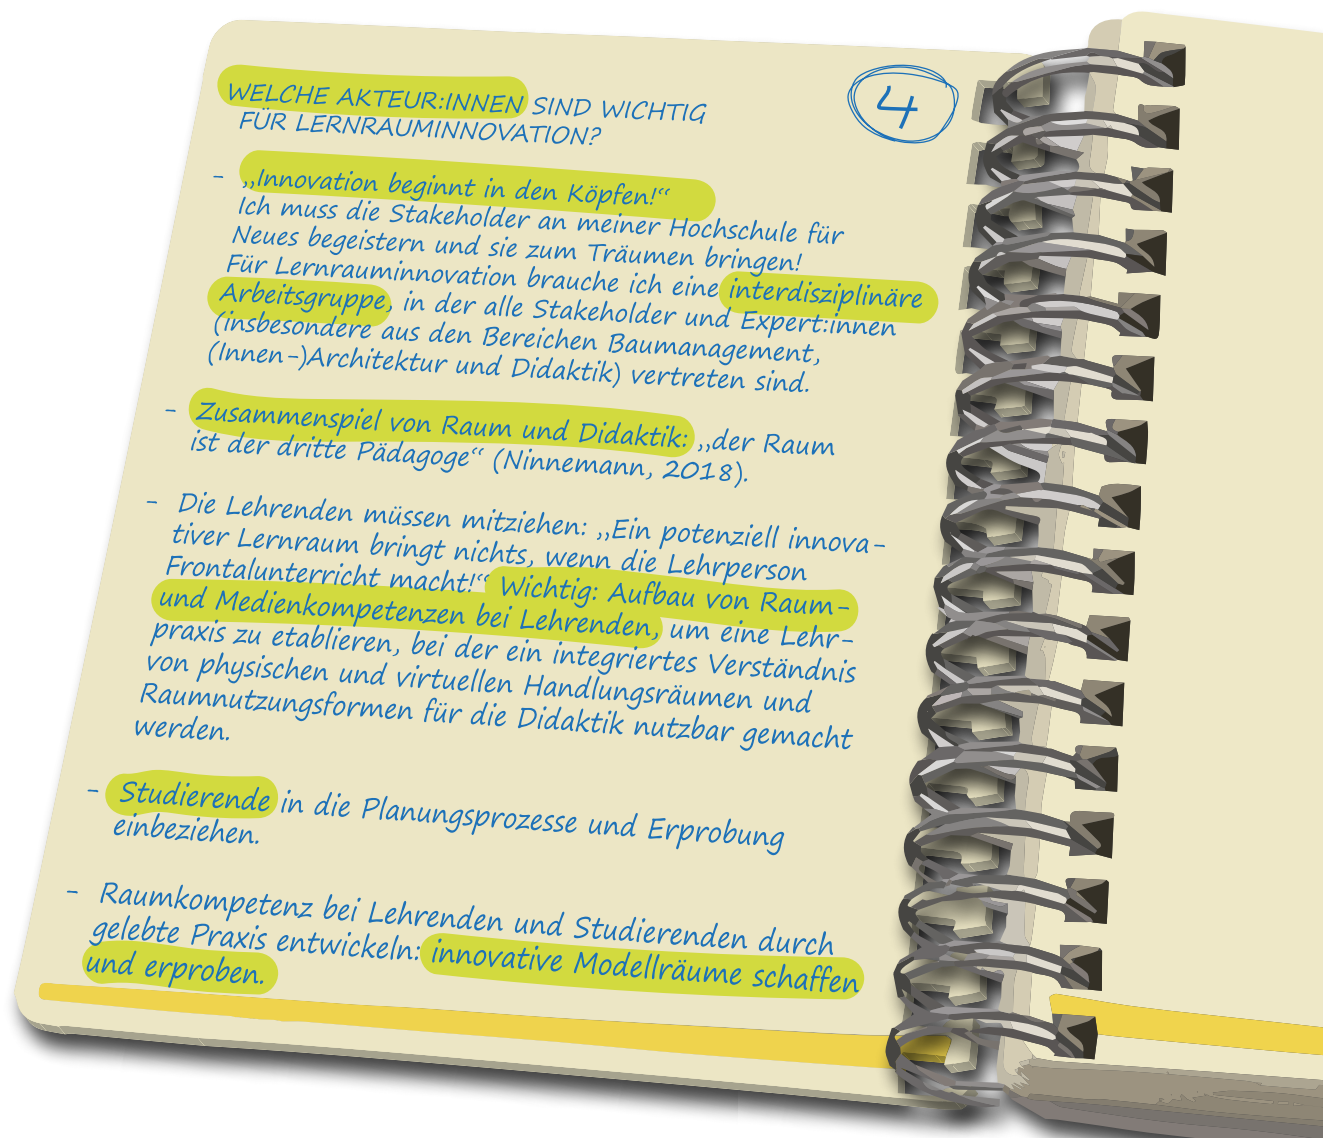 WELCHE AKTEUR:INNEN SIND WICHTIG
FÜR LERNRAUMINNOVATION?
4
- „Innovation beginnt in den Köpfen!“
Ich muss die Stakeholder an meiner Hochschule für
Neues begeistern und sie zum Träumen bringen!
Für Lernrauminnovation brauche ich eine interdisziplinäre
Arbeitsgruppe, in der alle Stakeholder und Expert:innen
(insbesondere aus den Bereichen Baumanagement,
(Innen-)Architektur und Didaktik) vertreten sind.
- Zusammenspiel von Raum und Didaktik: „der Raum
ist der dritte Pädagoge“ (Ninnemann, 2018).
- Die Lehrenden müssen mitziehen: „Ein potenziell innova-
tiver Lernraum bringt nichts, wenn die Lehrperson
Frontalunterricht macht!“ Wichtig: Aufbau von Raum-
und Medienkompetenzen bei Lehrenden, um eine Lehr-
praxis zu etablieren, bei der ein integriertes Verständnis
von physischen und virtuellen Handlungsräumen und
Raumnutzungsformen für die Didaktik nutzbar gemacht
werden.
- Studierende in die Planungsprozesse und Erprobung
einbeziehen.
- Raumkompetenz bei Lehrenden und Studierenden durch
gelebte Praxis entwickeln: innovative Modellräume schaffen
und erproben.